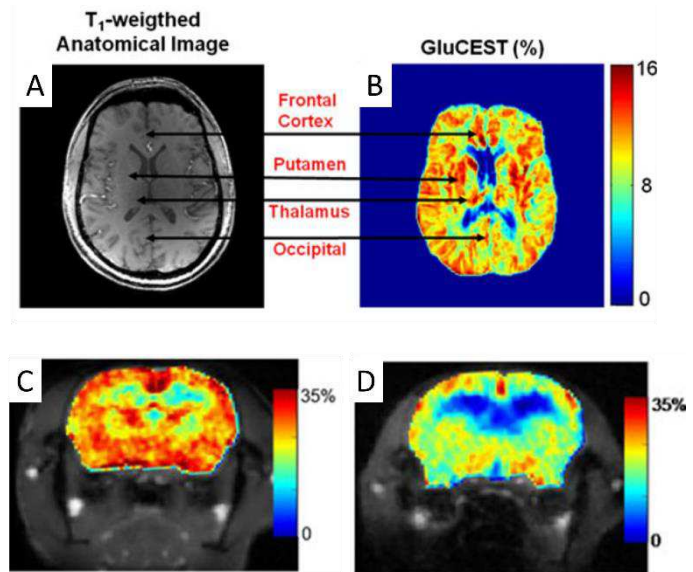 T1-weigthed
Anatomical Image
GluCEST (%)
A
B
16
8
0
Frontal
Cortex
Putamen
Thalamus
Occipital
C
35%
0
D
35%
0